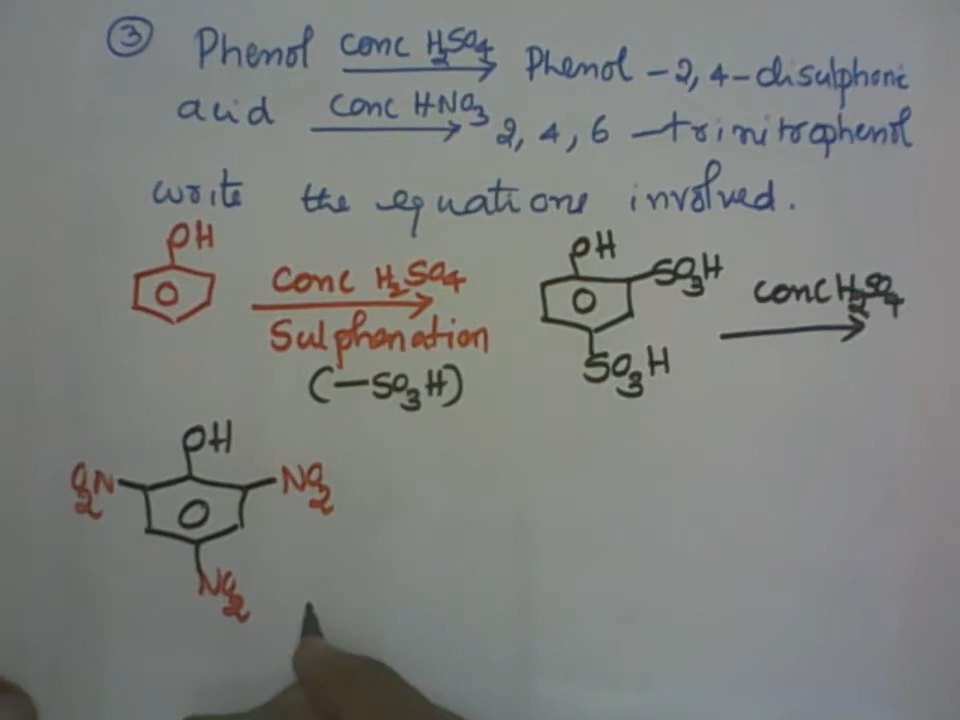 ③ Phenol conc H2SO4 Phenol -2,4-disulphonic
acid conc HNO3 2, 4, 6 -trinitrophenol
write the equations involved.
OH conc H2SO4 OH SO3H conc H2SO4
Sulphonation SO3H
(-SO3H)
OH
O2N NO2
NO2